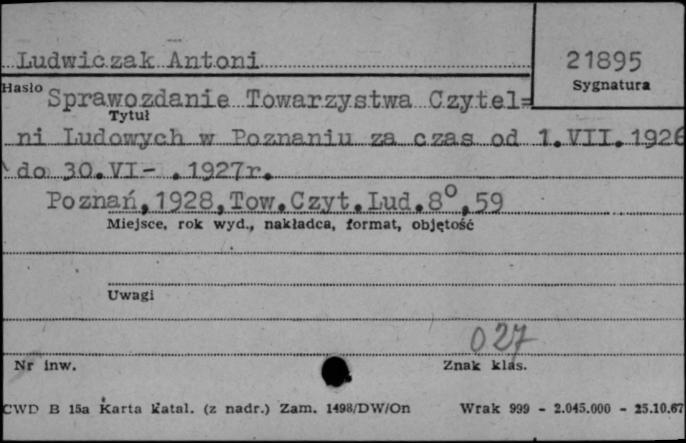 Ludwiczak Antoni
21895
Hasło
Sygnatura
Sprawozdanie Towarzystwa Czytel=
Tytuł
ni Ludowych w Poznaniu za czas od 1.VII.1926
do 30.VI- .1927r.
Poznań,1928,Tow.Czyt.Lud.8°,59
Miejsce, rok wyd., nakładca, format, objętość
Uwagi
027
Nr inw.
Znak klas.
CWD B 15a Karta katal. (z nadr.) Zam. 1498/DW/On Wrak 999 - 2.045.000 - 25.10.67